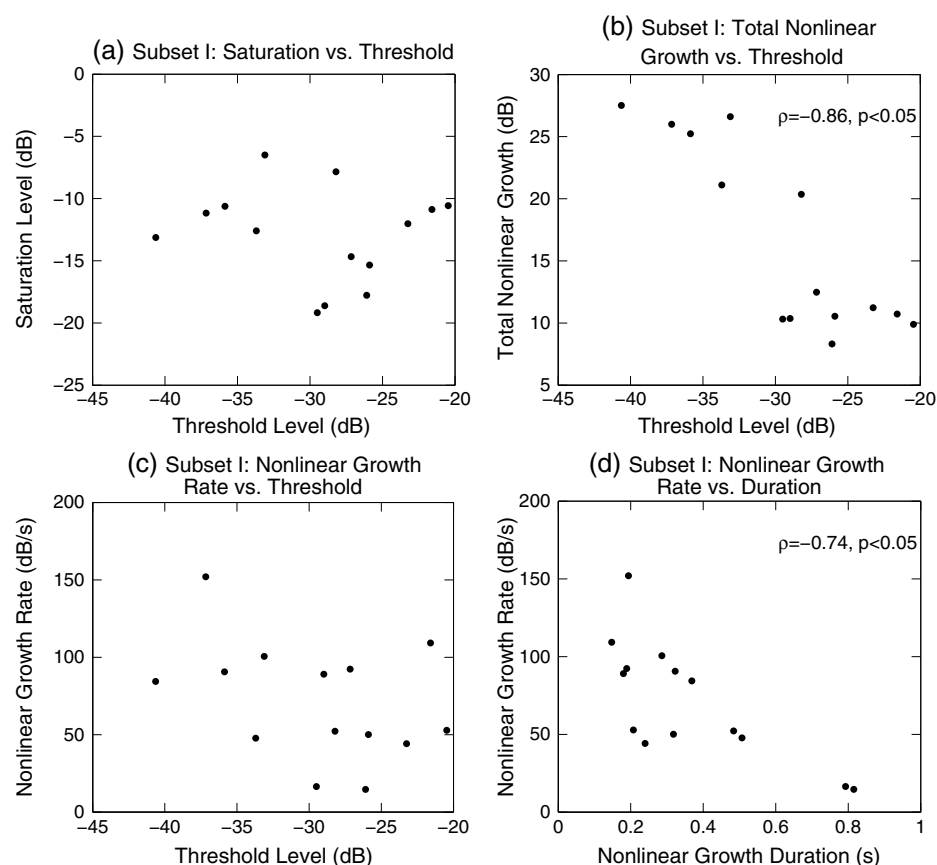 (a) Subset I: Saturation vs. Threshold
0
−5
−10
−15
−20
−25
Saturation Level (dB)
−45 −40 −35 −30 −25 −20
Threshold Level (dB)
(b) Subset I: Total Nonlinear
Growth vs. Threshold
30
25
20
15
10
5
Total Nonlinear Growth (dB)
ρ=−0.86, p<0.05
−45 −40 −35 −30 −25 −20
Threshold Level (dB)
(c) Subset I: Nonlinear Growth
Rate vs. Threshold
200
150
100
50
0
Nonlinear Growth Rate (dB/s)
−45 −40 −35 −30 −25 −20
Threshold Level (dB)
(d) Subset I: Nonlinear Growth
Rate vs. Duration
200
150
100
50
0
Nonlinear Growth Rate (dB/s)
ρ=−0.74, p<0.05
0 0.2 0.4 0.6 0.8 1
Nonlinear Growth Duration (s)